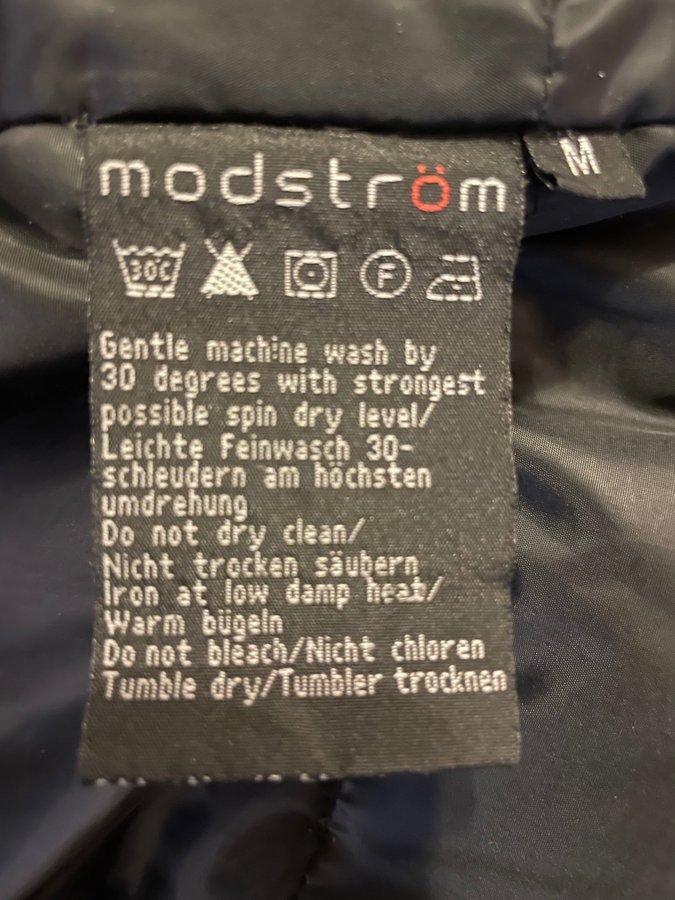 modström
M
30C
F
Gentle machine wash by
30 degrees with strongest
possible spin dry level/
Leichte Feinwasch 30-
schleudern am höchsten
umdrehung
Do not dry clean/
Nicht trocken säubern
Iron at low damp heat/
Warm bügeln
Do not bleach/Nicht chloren
Tumble dry/Tumbler trocknen